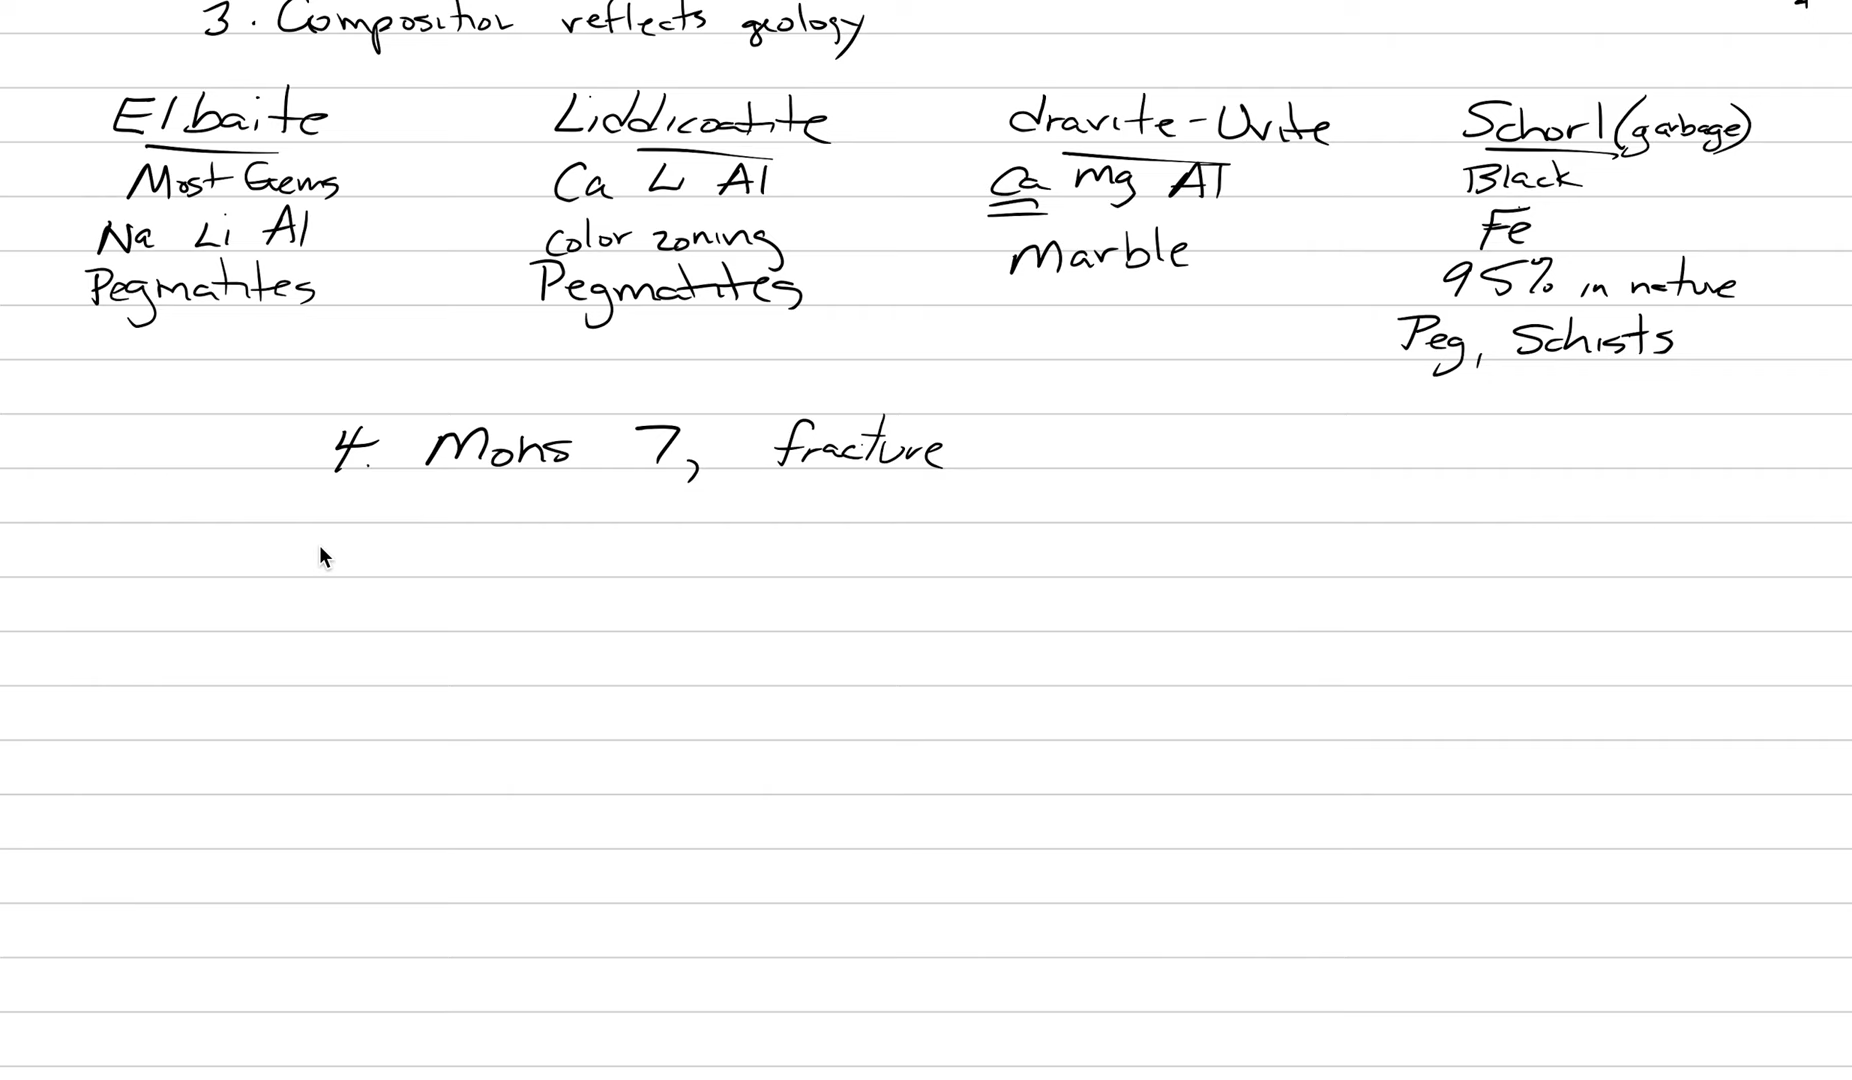 3. Composition reflects geology
Elbaite Liddicoatite dravite-Uvite Schorl (garbage)
Most Gems Ca Li Al Ca Mg Al Black
Na Li Al color zoning Marble Fe
Pegmatites Pegmatites 95% in nature
Peg, Schists
4. Mohs 7, fracture